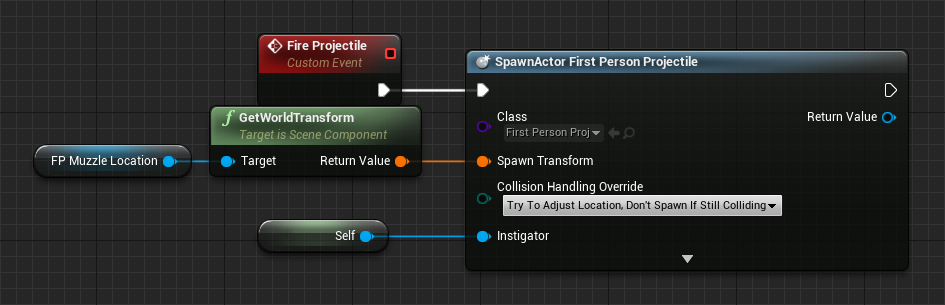 Fire Projectile
Custom Event
SpawnActor First Person Projectile
f GetWorldTransform
Target is Scene Component
FP Muzzle Location
Target
Return Value
Class
First Person Proj
Return Value
Spawn Transform
Collision Handling Override
Try To Adjust Location, Don't Spawn If Still Colliding
Self
Instigator